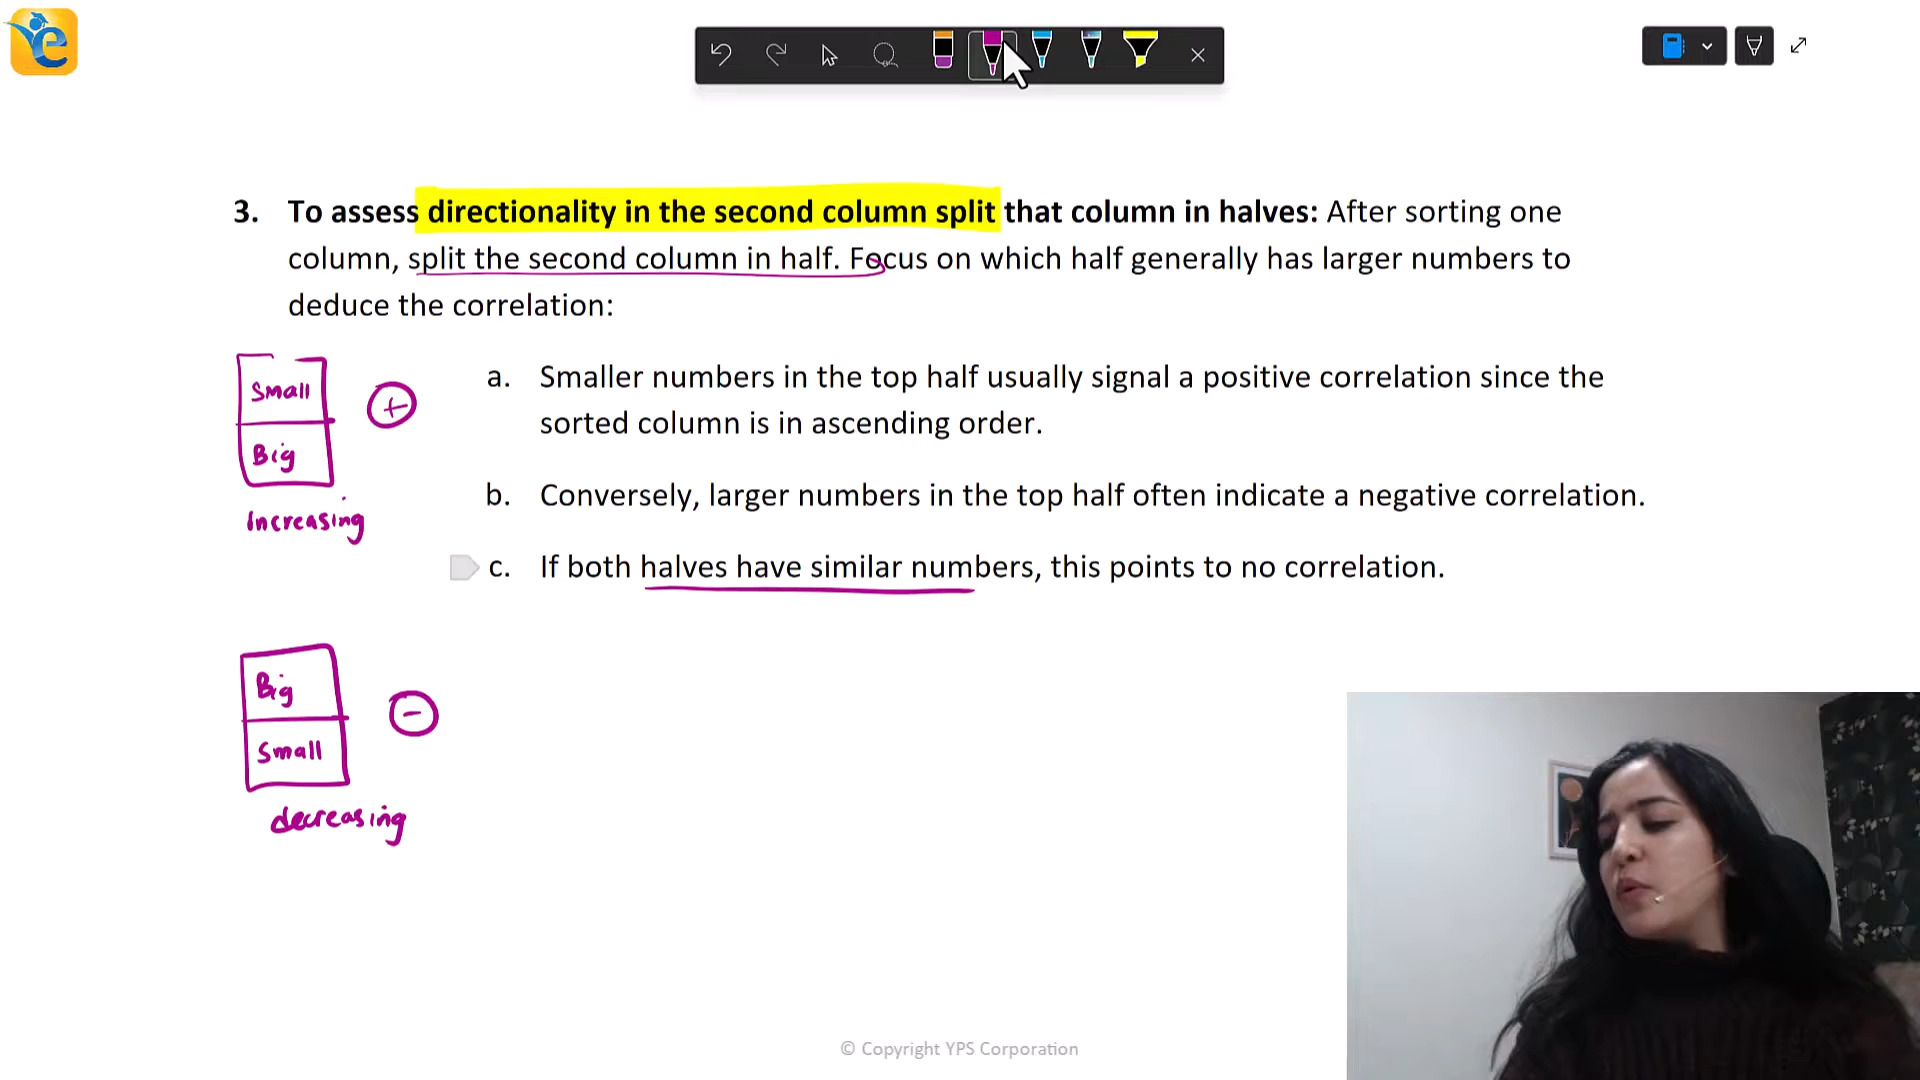 3. To assess directionality in the second column split that column in halves: After sorting one
column, split the second column in half. Focus on which half generally has larger numbers to
deduce the correlation:
Small
Big
Increasing
a. Smaller numbers in the top half usually signal a positive correlation since the
sorted column is in ascending order.
b. Conversely, larger numbers in the top half often indicate a negative correlation.
c. If both halves have similar numbers, this points to no correlation.
Big
Small
decreasing
© Copyright YPS Corporation